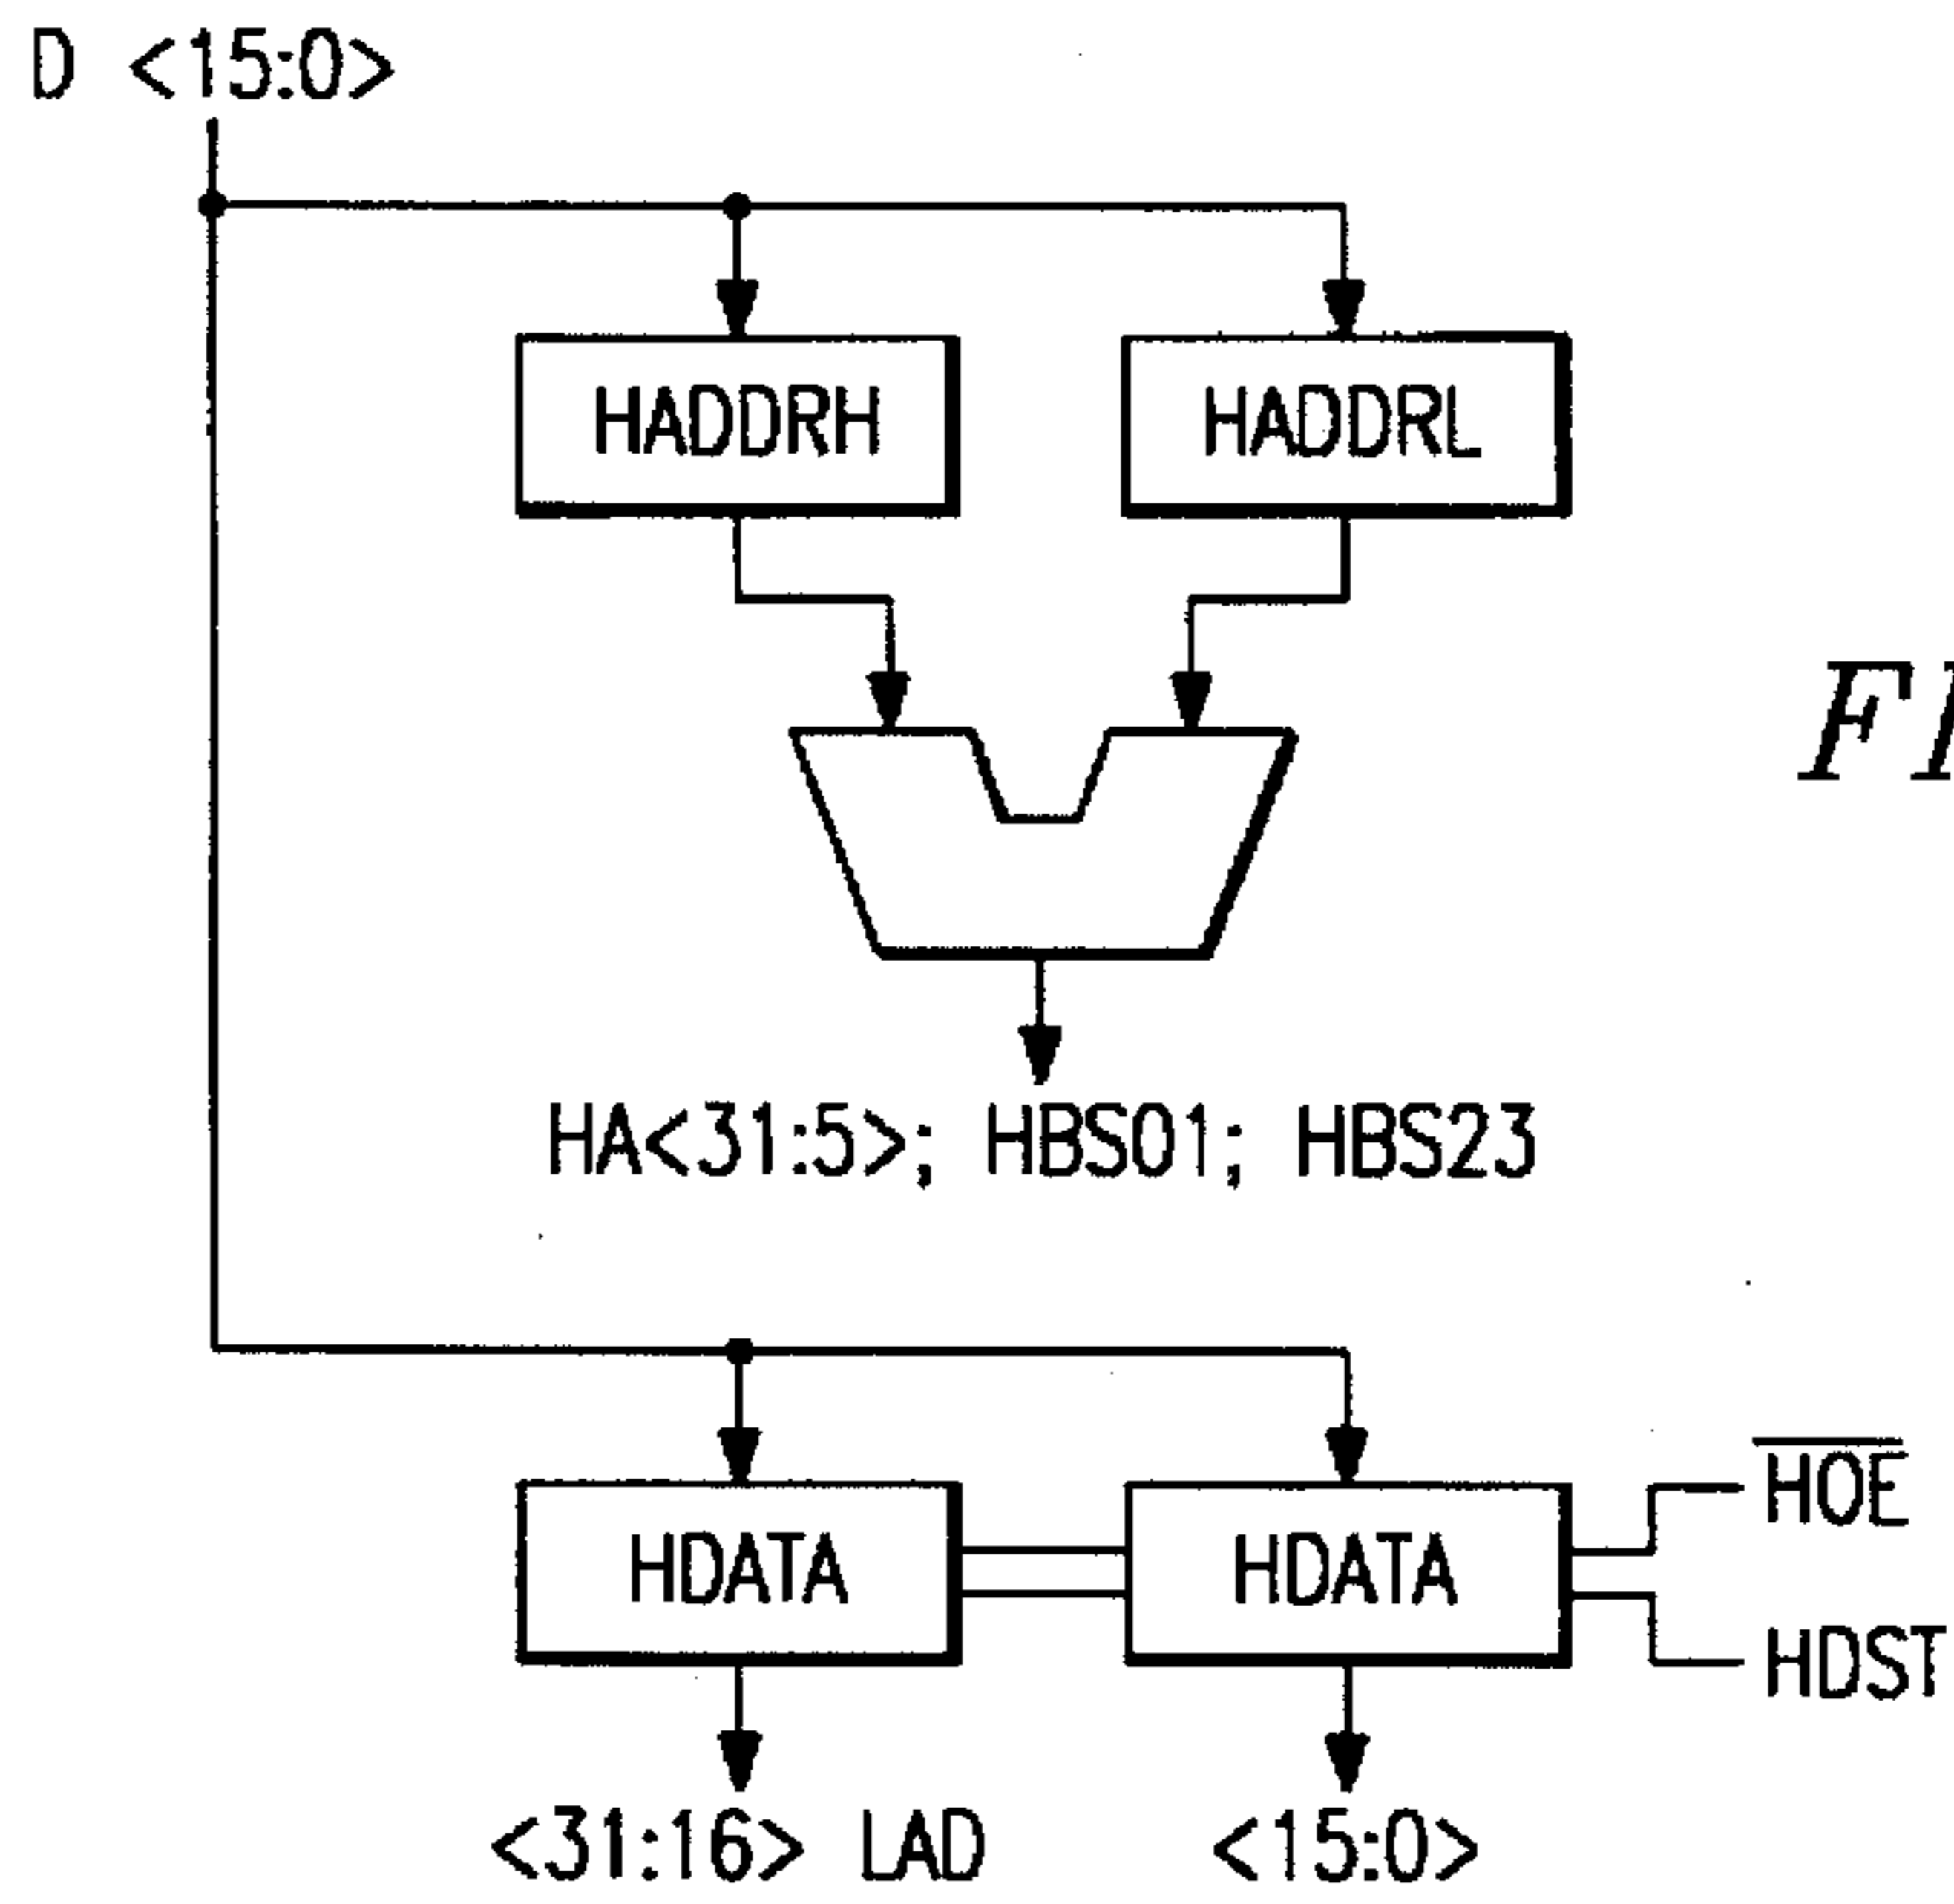 D <15:0>
HADDRH
HADDRL
HA<31:5>; HBS01; HBS23
HDATA
HDATA
HOE
HDST
<31:16> LAD
<15:0>